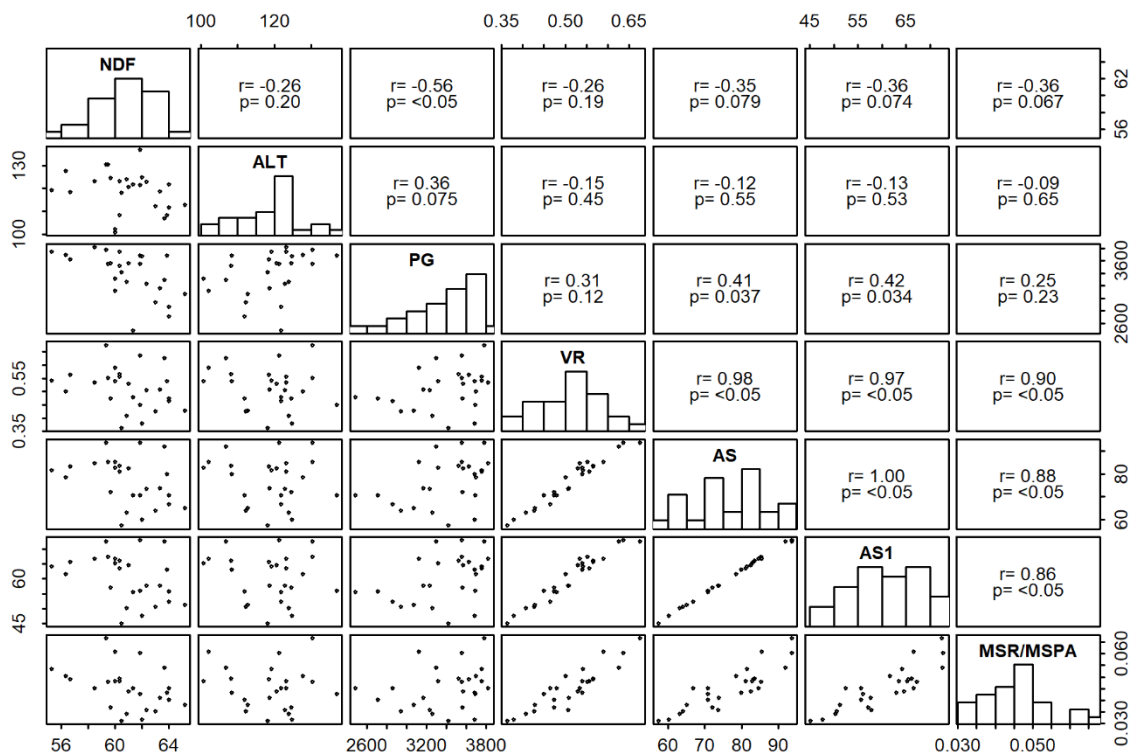 100 120 0.35 0.50 0.65 45 55 65
NDF
r= -0.26
p= 0.20
r= -0.56
p= <0.05
r= -0.26
p= 0.19
r= -0.35
p= 0.079
r= -0.36
p= 0.074
r= -0.36
p= 0.067
56 62
100 130
ALT
r= 0.36
p= 0.075
r= -0.15
p= 0.45
r= -0.12
p= 0.55
r= -0.13
p= 0.53
r= -0.09
p= 0.65
PG
r= 0.31
p= 0.12
r= 0.41
p= 0.037
r= 0.42
p= 0.034
r= 0.25
p= 0.23
2600 3600
0.35 0.55
VR
r= 0.98
p= <0.05
r= 0.97
p= <0.05
r= 0.90
p= <0.05
AS
r= 1.00
p= <0.05
r= 0.88
p= <0.05
60 80
45 60
AS1
r= 0.86
p= <0.05
MSR/MSPA
0.030 0.050 0.060
56 60 64 2600 3200 3800 60 70 80 90 0.030 0.050